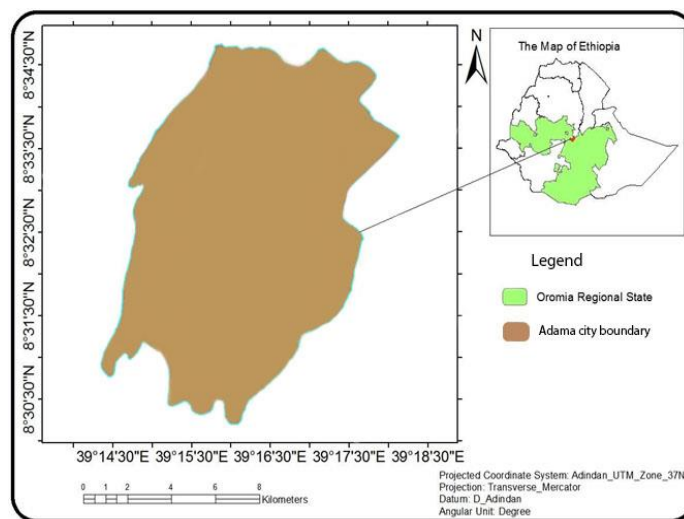 N
The Map of Ethiopia
8°34'30"N
8°33'30"N
8°32'30"N
8°31'30"N
8°30'30"N
39°14'30"E 39°15'30"E 39°16'30"E 39°17'30"E 39°18'30"E
Legend
Oromia Regional State
Adama city boundary
0 1 2 4 6 8
Kilometers
Projected Coordinate System: Adindan_UTM_Zone_37N
Projection: Transverse_Mercator
Datum: D_Adindan
Angular Unit: Degree